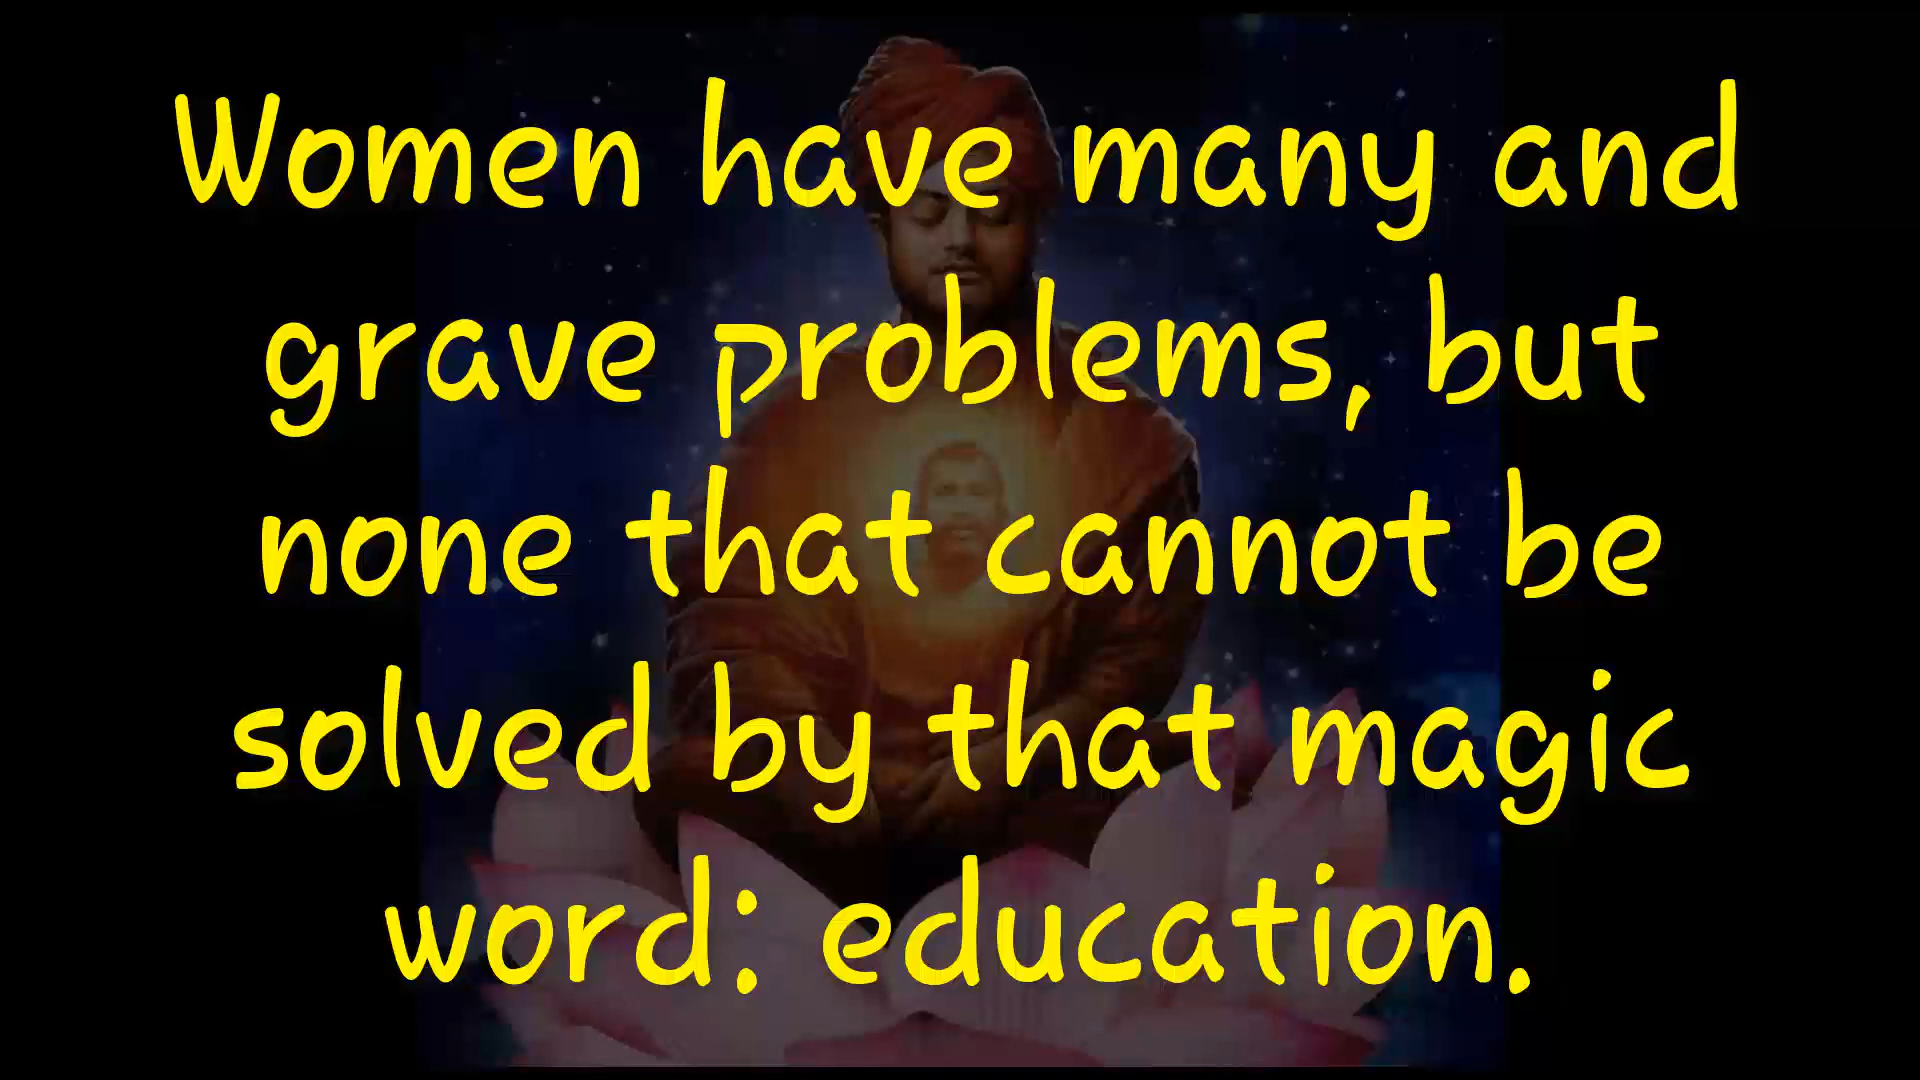 Women have many and
grave problems, but
none that cannot be
solved by that magic
word: education.